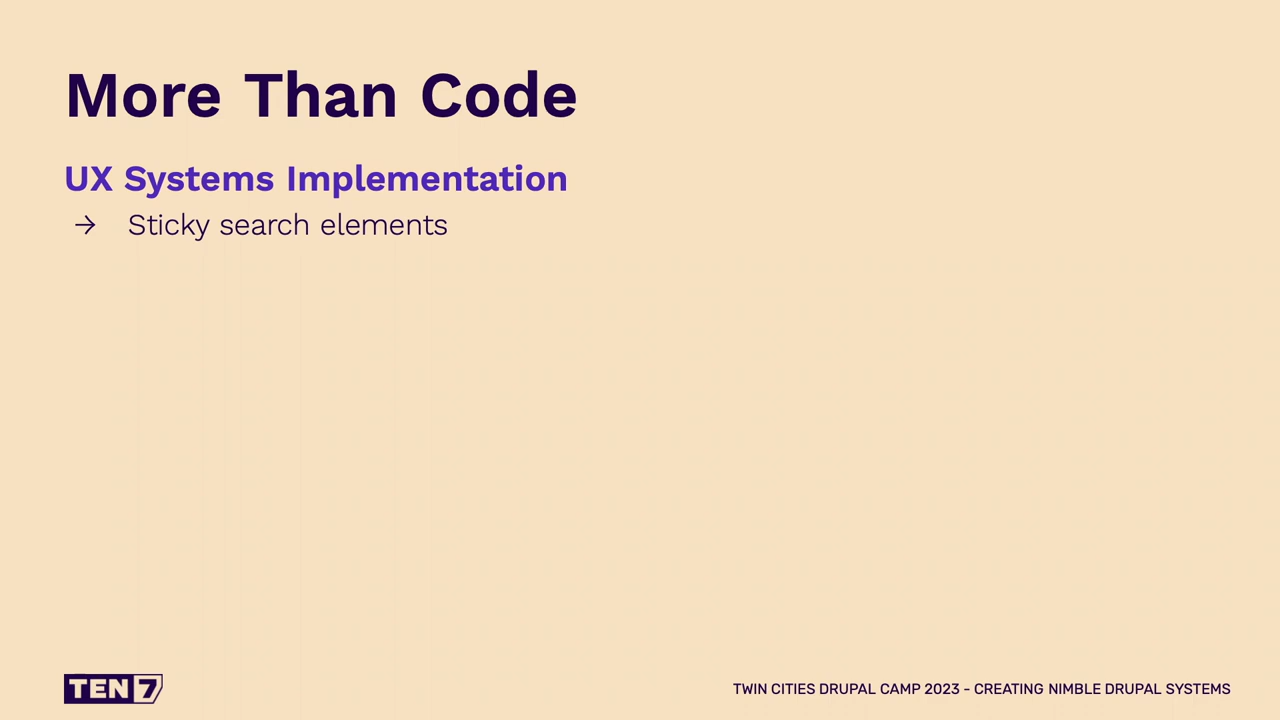 More Than Code
UX Systems Implementation
→ Sticky search elements
TEN7
TWIN CITIES DRUPAL CAMP 2023 - CREATING NIMBLE DRUPAL SYSTEMS